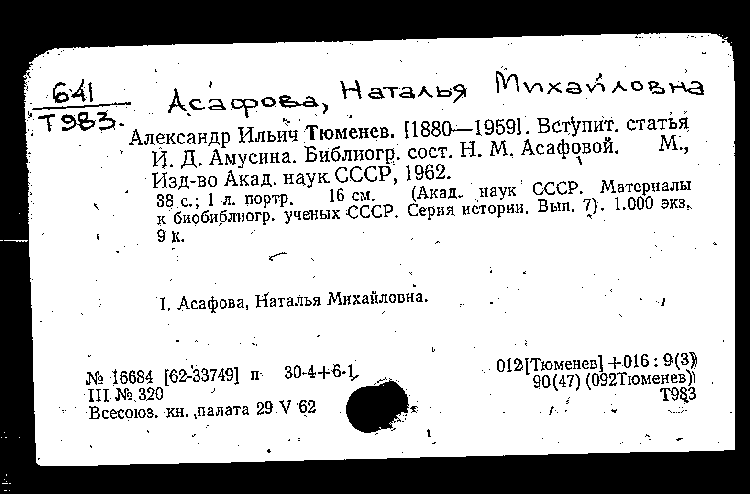 641
Т983.
Асафова, Наталья Михайловна
Александр Ильич Тюменев. [1880—1959]. Вступит. статья
И. Д. Амусина. Библиогр. сост. Н. М. Асафовой. М.,
Изд-во Акад. наук СССР, 1962.
38 с.; 1 л. портр. 16 см. (Акад. наук СССР. Материалы
к биобиблиогр. ученых СССР. Серия истории. Вып. 7). 1.000 экз.
9 к.
I. Асафова, Наталья Михайловна.
№ 16684 [62-33749] п 30-4+6-1
III № 320
Всесоюз. кн. палата 29 V 62
012[Тюменев]+016 : 9(3)
90(47) (092Тюменев)
Т983
1